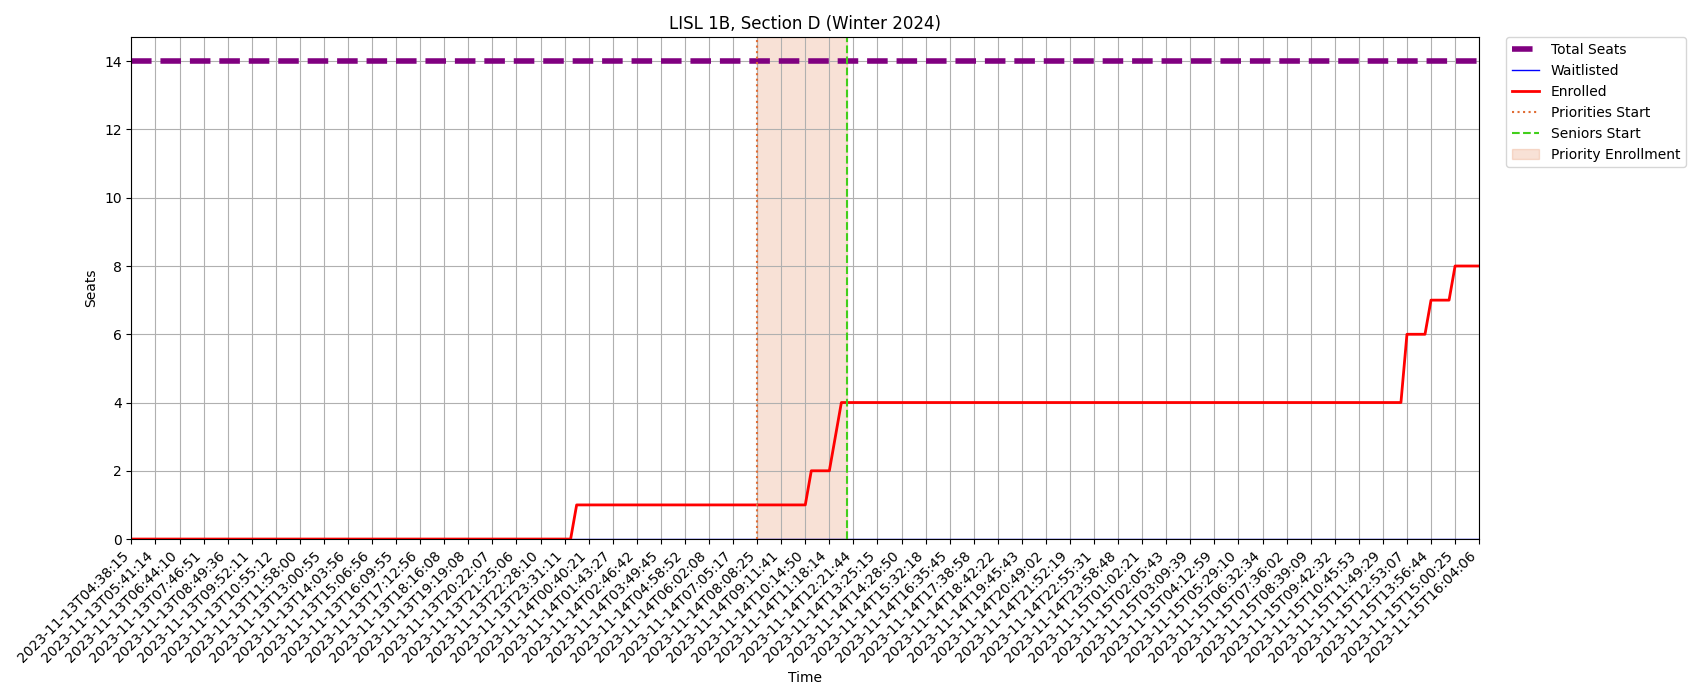 LISL 1B, Section D (Winter 2024)
Total Seats
Waitlisted
Enrolled
Priorities Start
Seniors Start
Priority Enrollment
Seats
14
12
10
8
6
4
2
0
2023-11-13T04:38:15
2023-11-13T05:41:14
2023-11-13T06:44:10
2023-11-13T07:46:51
2023-11-13T08:49:36
2023-11-13T09:52:11
2023-11-13T10:55:12
2023-11-13T11:58:00
2023-11-13T13:00:55
2023-11-13T14:03:56
2023-11-13T15:06:56
2023-11-13T16:09:55
2023-11-13T17:12:56
2023-11-13T18:16:08
2023-11-13T19:19:08
2023-11-13T20:22:07
2023-11-13T21:25:06
2023-11-13T22:28:10
2023-11-13T23:31:11
2023-11-14T00:40:21
2023-11-14T01:43:27
2023-11-14T02:46:42
2023-11-14T03:49:45
2023-11-14T04:58:52
2023-11-14T06:02:08
2023-11-14T07:05:17
2023-11-14T08:08:25
2023-11-14T09:11:41
2023-11-14T10:14:50
2023-11-14T11:18:14
2023-11-14T12:21:44
2023-11-14T13:25:15
2023-11-14T14:28:50
2023-11-14T15:32:18
2023-11-14T16:35:45
2023-11-14T17:38:58
2023-11-14T18:42:22
2023-11-14T19:45:43
2023-11-14T20:49:02
2023-11-14T21:52:19
2023-11-14T22:55:31
2023-11-14T23:58:48
2023-11-15T01:02:21
2023-11-15T02:05:43
2023-11-15T03:09:39
2023-11-15T04:12:59
2023-11-15T05:29:10
2023-11-15T06:32:34
2023-11-15T07:36:02
2023-11-15T08:39:09
2023-11-15T09:42:32
2023-11-15T10:45:53
2023-11-15T11:49:29
2023-11-15T12:53:07
2023-11-15T13:56:44
2023-11-15T15:00:25
2023-11-15T16:04:06
Time